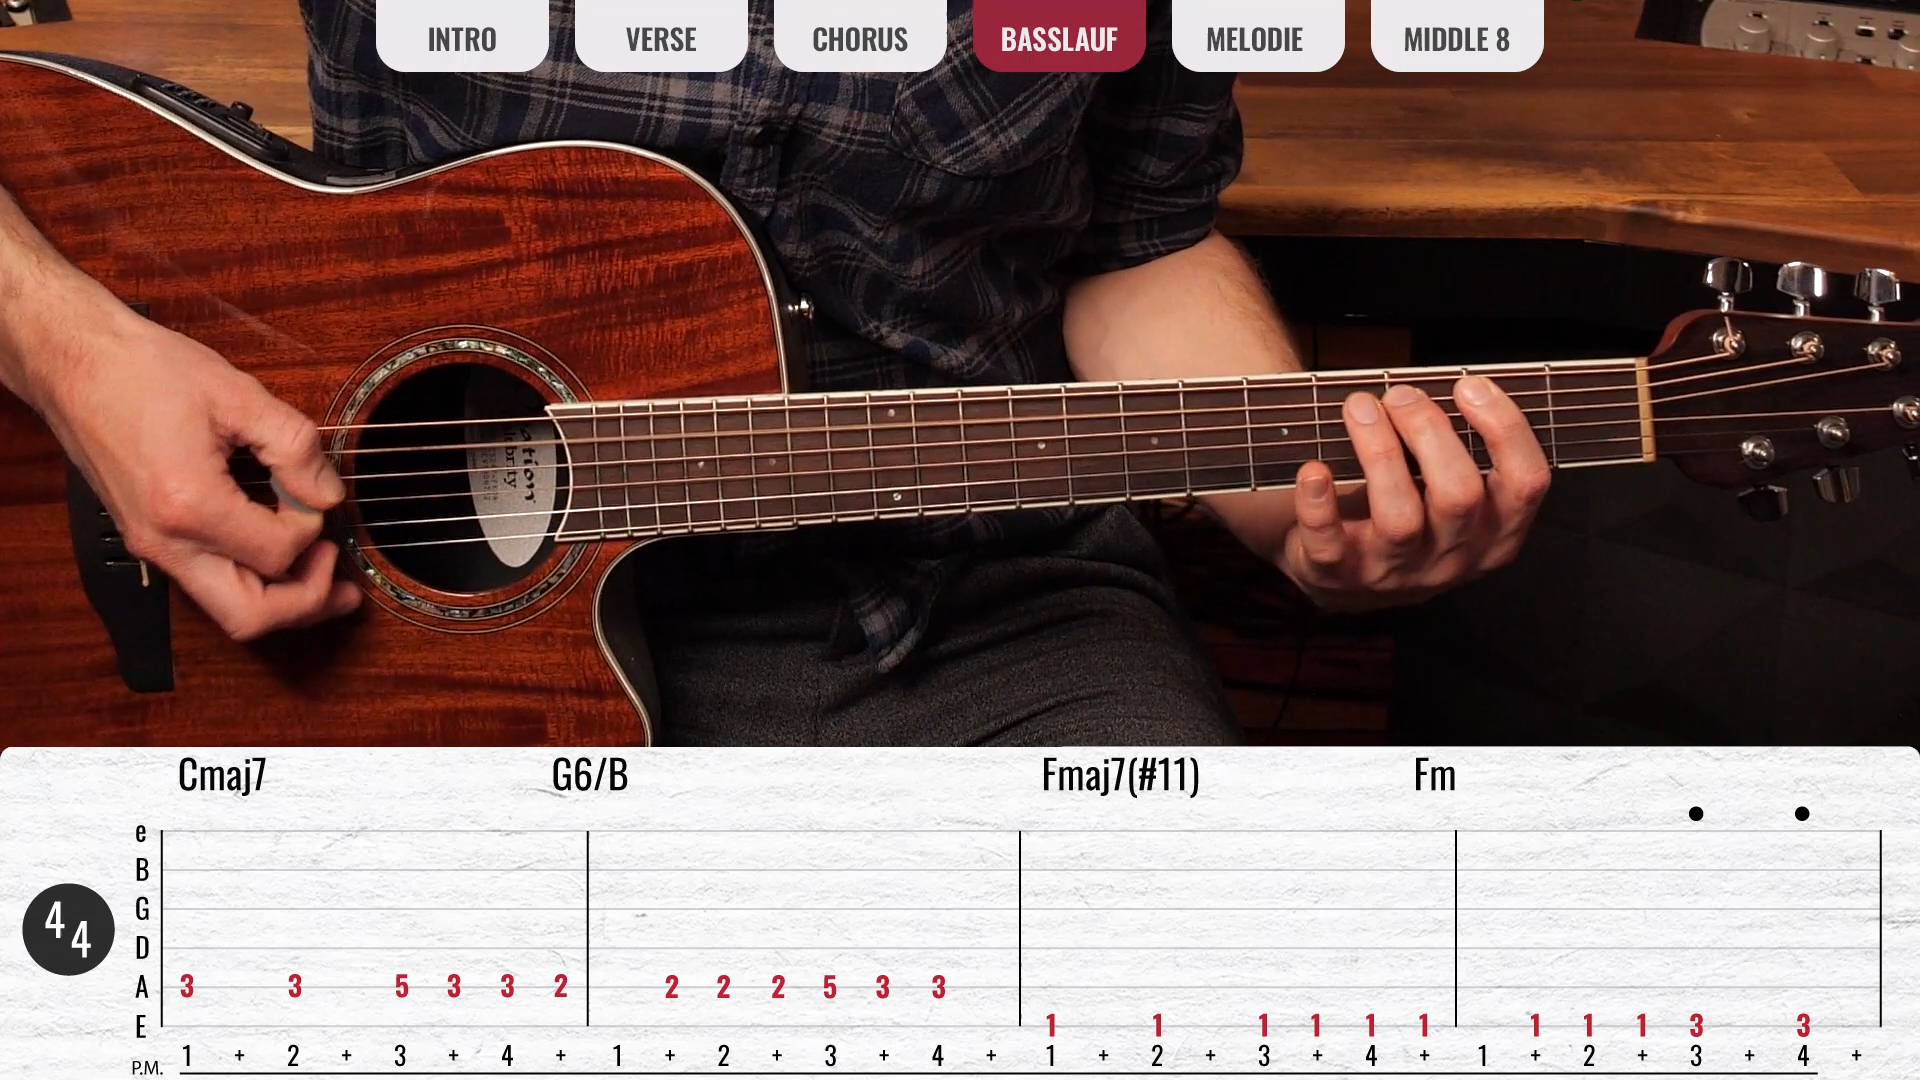 INTRO VERSE CHORUS BASSLAUF MELODIE MIDDLE 8
Cmaj7 G6/B Fmaj7(#11) Fm
e
B
G
4
4
D
A 3 3 5 3 3 2 2 2 2 5 3 3
E 1 1 1 1 1 1 1 1 1 3 3
1 + 2 + 3 + 4 + 1 + 2 + 3 + 4 + 1 + 2 + 3 + 4 + 1 + 2 + 3 + 4 +
P.M.